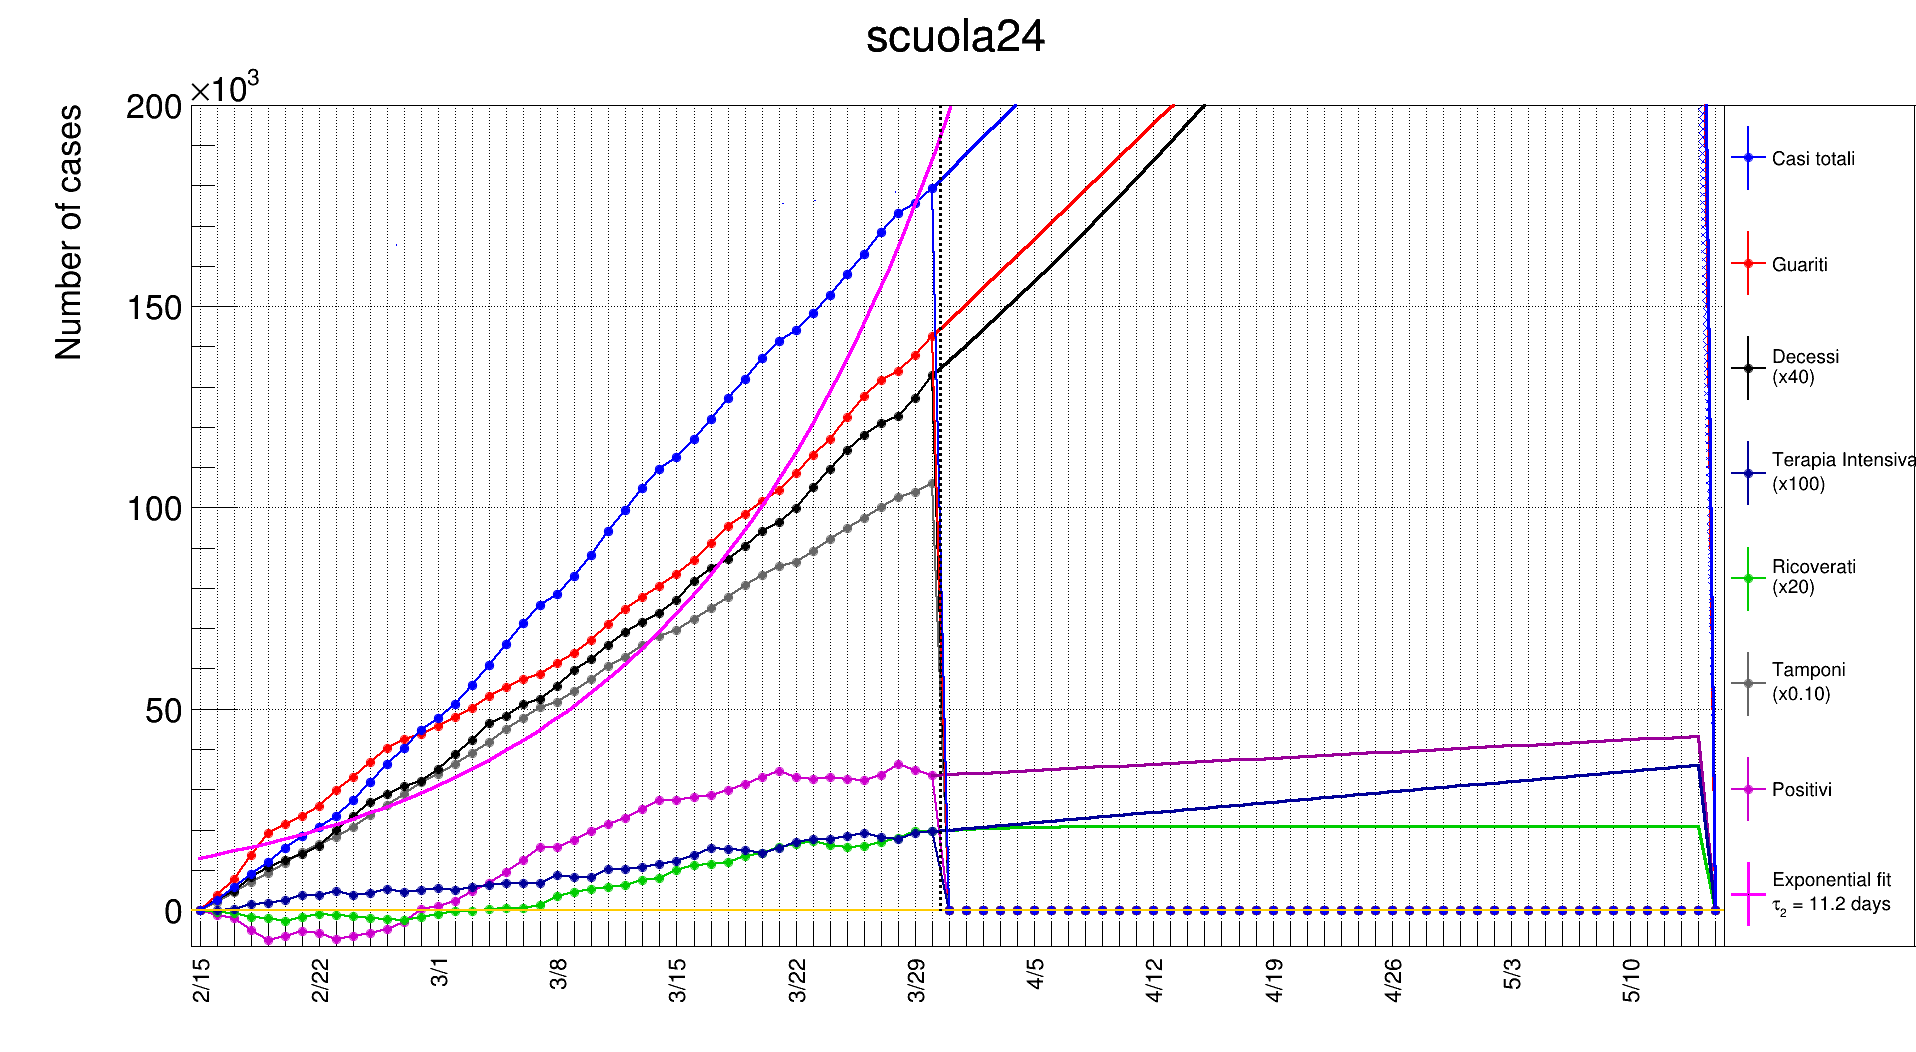 scuola24
×10³
Number of cases
200
150
100
50
0
2/15
2/22
3/1
3/8
3/15
3/22
3/29
4/5
4/12
4/19
4/26
5/3
5/10
Casi totali
Guariti
Decessi
(x40)
Terapia Intensiva
(x100)
Ricoverati
(x20)
Tamponi
(x0.10)
Positivi
Exponential fit
τ₂ = 11.2 days